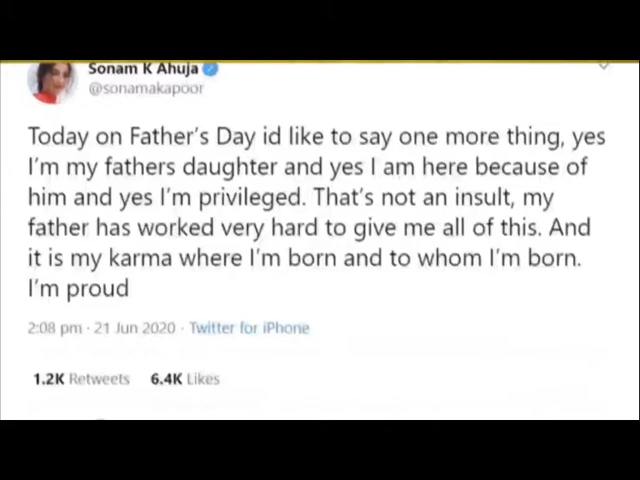 Sonam K Ahuja
@sonamakapoor
Today on Father's Day id like to say one more thing, yes
I'm my fathers daughter and yes I am here because of
him and yes I'm privileged. That's not an insult, my
father has worked very hard to give me all of this. And
it is my karma where I'm born and to whom I'm born.
I'm proud
2:08 pm · 21 Jun 2020 · Twitter for iPhone
1.2K Retweets 6.4K Likes